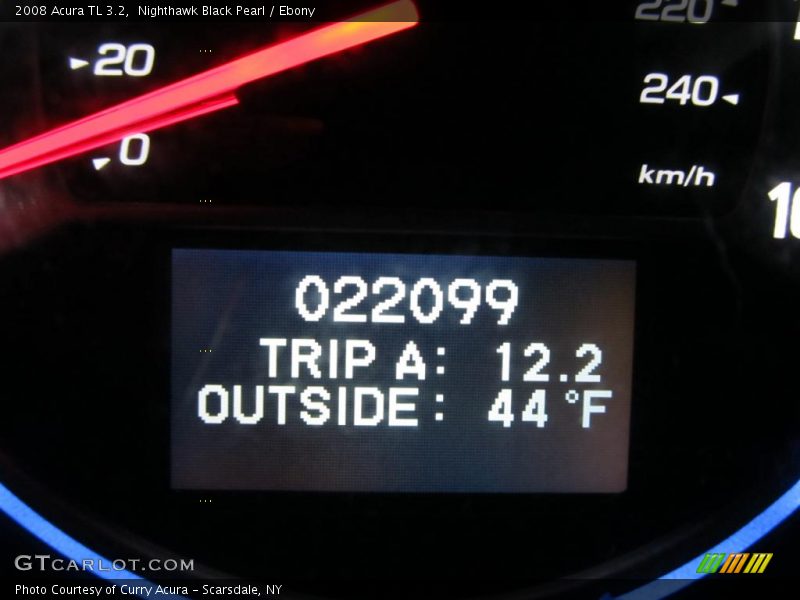 2008 Acura TL 3.2,  Nighthawk Black Pearl / Ebony
220
20
240
0
km/h
022099
TRIP A: 12.2
OUTSIDE: 44°F
GTCARLOT.COM
Photo Courtesy of Curry Acura - Scarsdale, NY